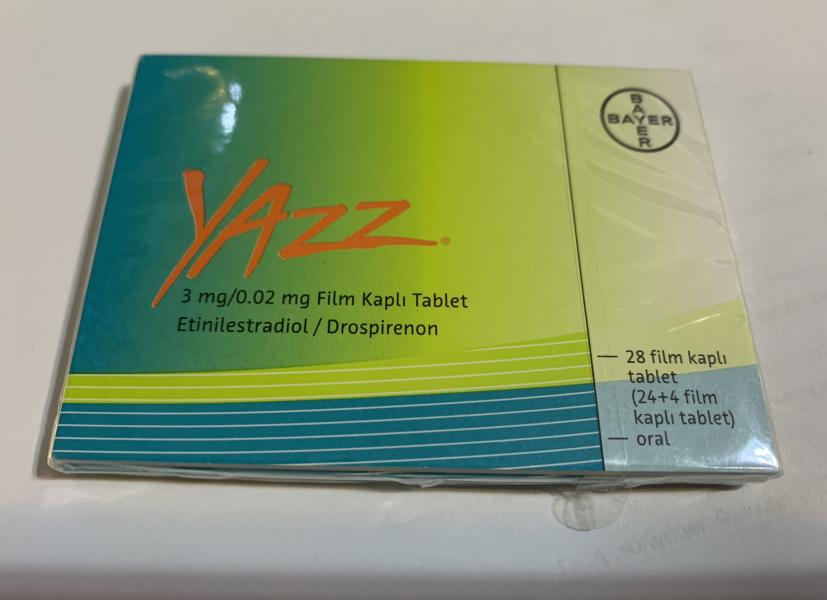 YAZZ®
3 mg/0.02 mg Film Kaplı Tablet
Etinilestradiol / Drospirenon
BAYER
BAYER
28 film kaplı
tablet
(24+4 film
kaplı tablet)
oral